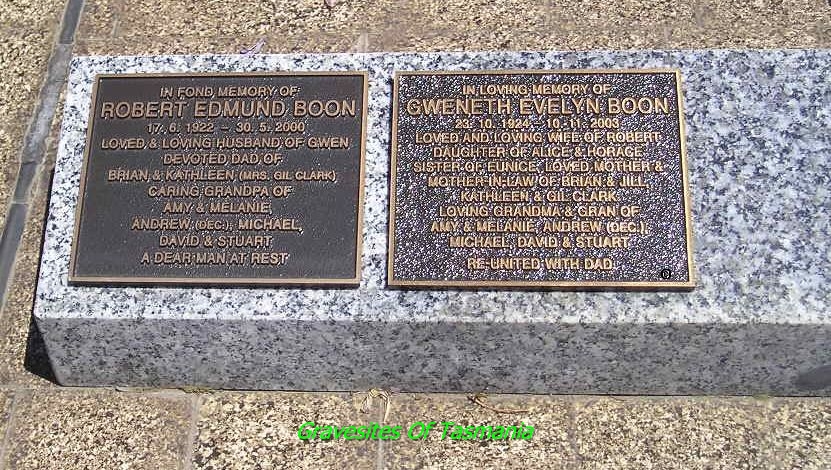 IN FOND MEMORY OF
ROBERT EDMUND BOON
17. 6. 1922 – 30. 5. 2000
LOVED & LOVING HUSBAND OF GWEN
DEVOTED DAD OF
BRIAN & KATHLEEN (MRS. GIL CLARK),
CARING GRANDPA OF
AMY & MELANIE,
ANDREW (DEC.), MICHAEL,
DAVID & STUART
A DEAR MAN AT REST
IN LOVING MEMORY OF
GWENETH EVELYN BOON
23. 10. 1924 - 10. 11. 2003
LOVED AND LOVING WIFE OF ROBERT.
DAUGHTER OF ALICE & HORACE,
SISTER OF EUNICE, LOVED MOTHER &
MOTHER-IN-LAW OF BRIAN & JILL,
KATHLEEN & GIL CLARK.
LOVING GRANDMA & GRAN OF
AMY & MELANIE, ANDREW (DEC.),
MICHAEL, DAVID & STUART.
RE-UNITED WITH DAD.
Gravesites Of Tasmania